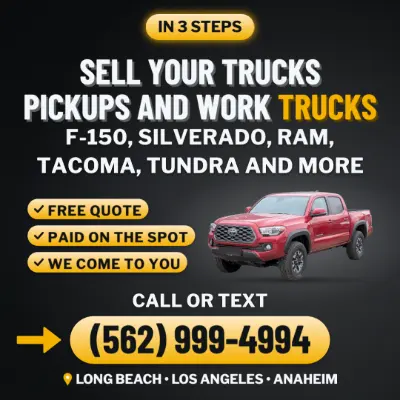 IN 3 STEPS
SELL YOUR TRUCKS
PICKUPS AND WORK TRUCKS
F-150, SILVERADO, RAM,
TACOMA, TUNDRA AND MORE
FREE QUOTE
PAID ON THE SPOT
WE COME TO YOU
CALL OR TEXT
(562) 999-4994
LONG BEACH • LOS ANGELES • ANAHEIM